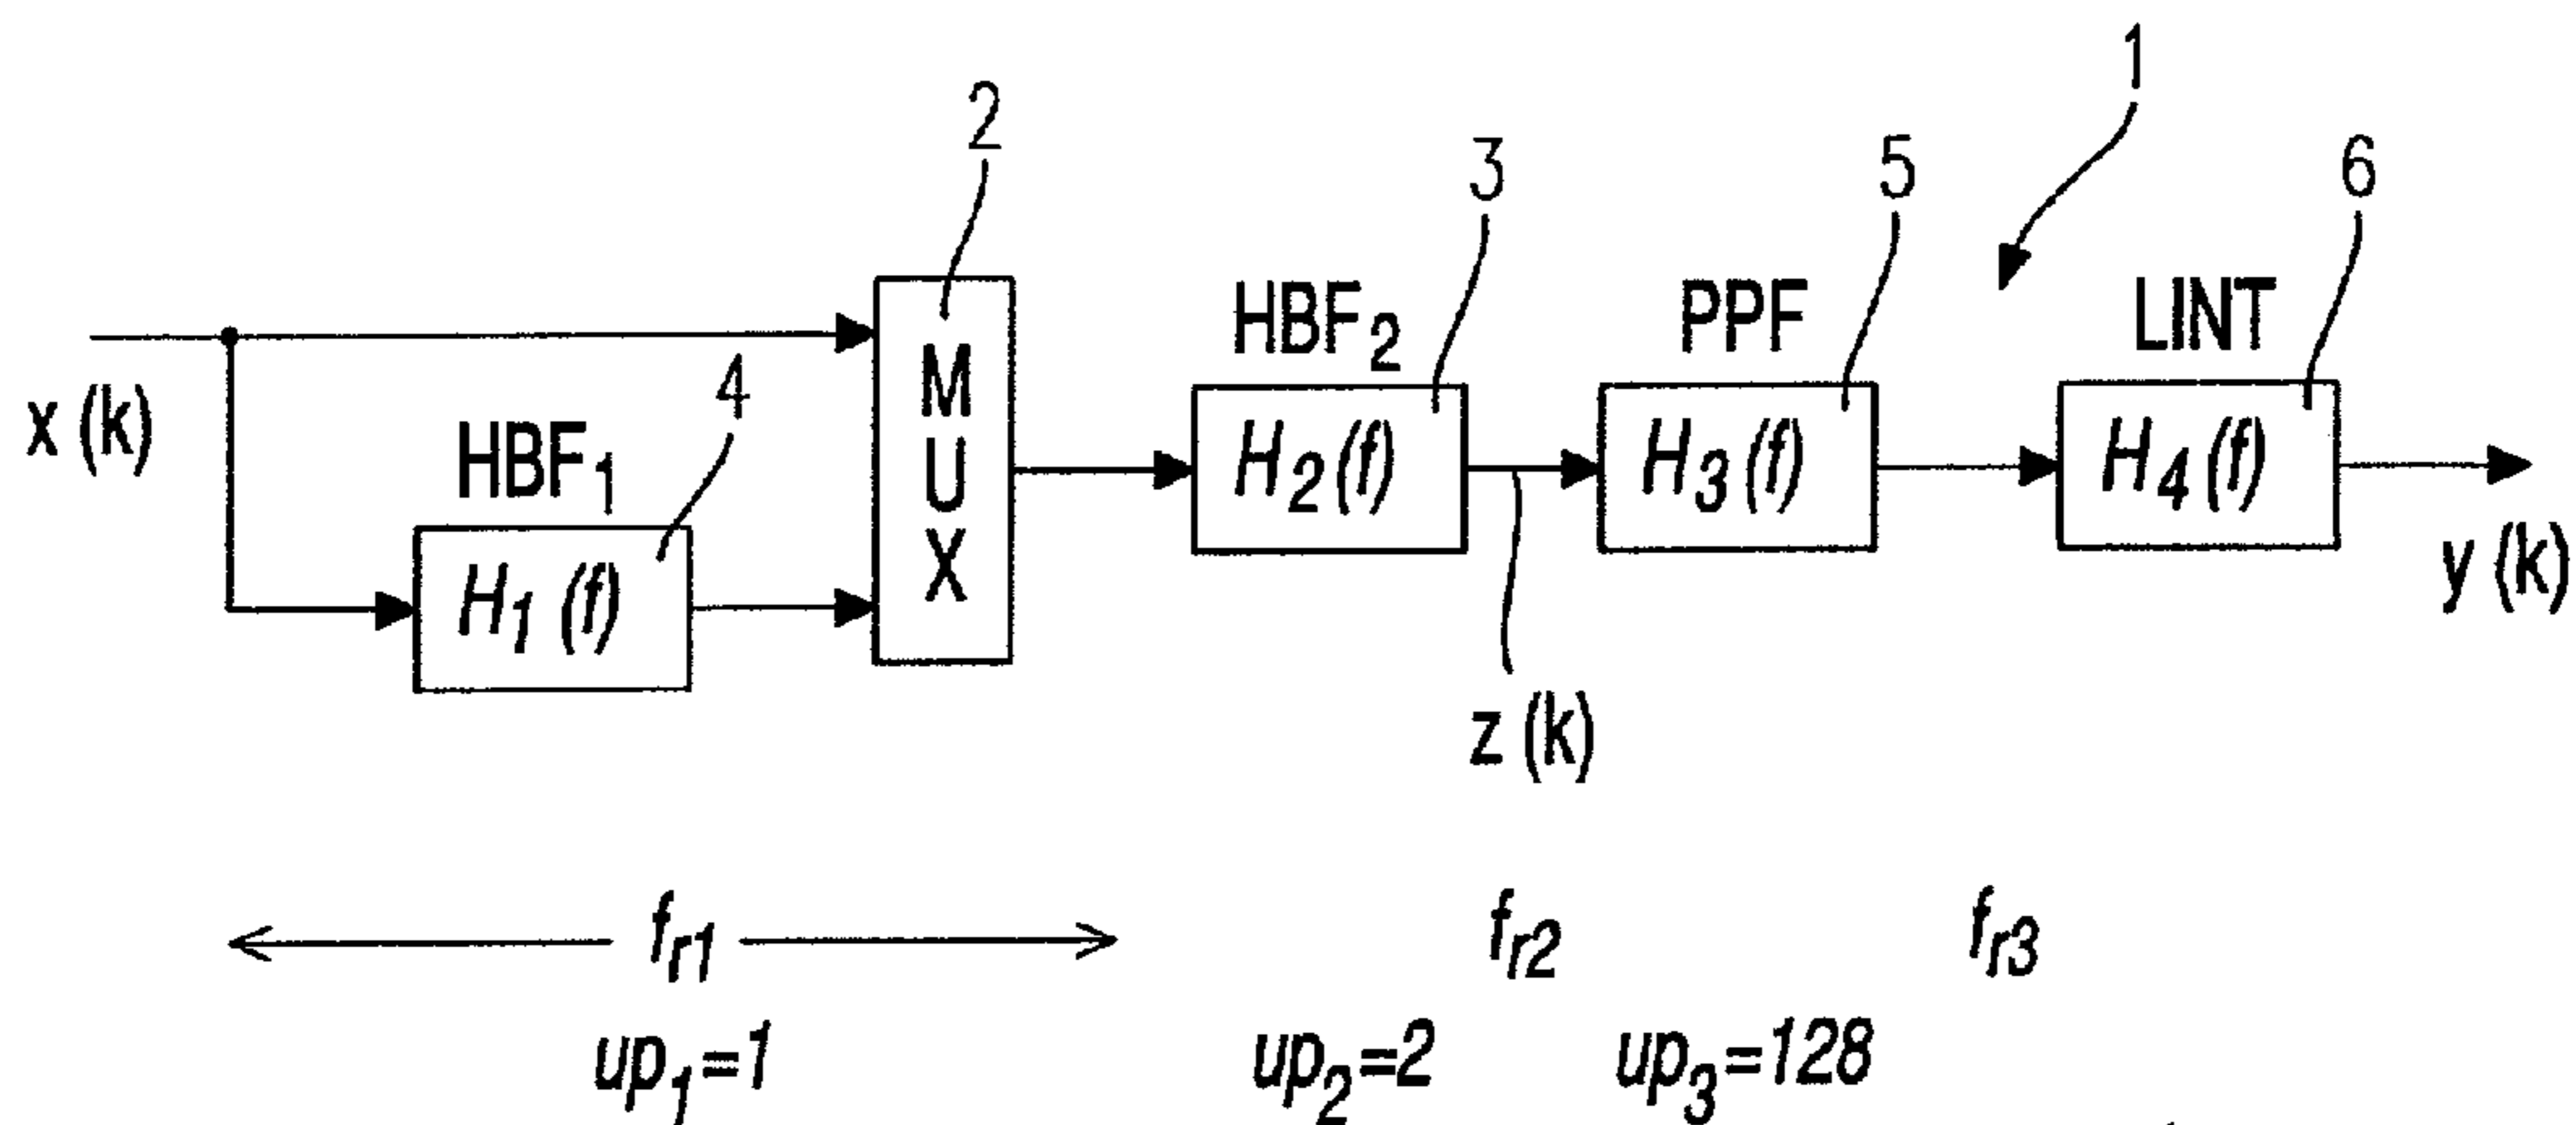 1
2
3
5
6
HBF2
PPF
LINT
x (k)
4
MUX
HBF1
H2 (f)
H3 (f)
H4 (f)
H1 (f)
y (k)
z (k)
fr1
fr2
fr3
up1=1
up2=2
up3=128